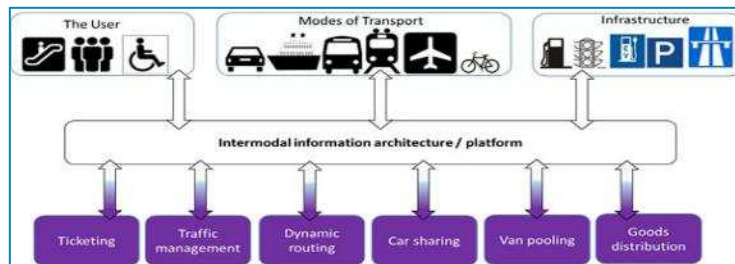 The User
Modes of Transport
Infrastructure
P
Intermodal information architecture / platform
Ticketing
Traffic
management
Dynamic
routing
Car sharing
Van pooling
Goods
distribution